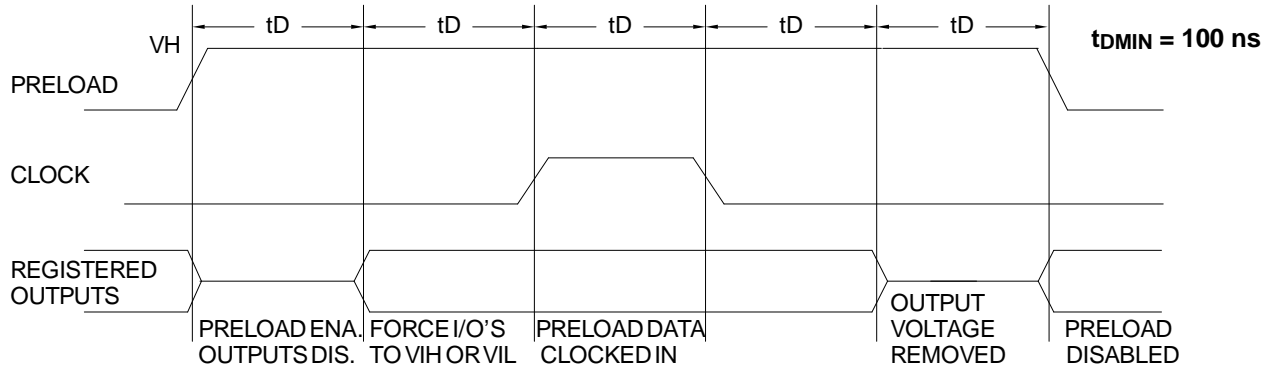 tD tD tD tD tD
VH
tDMIN = 100 ns
PRELOAD
CLOCK
REGISTERED
OUTPUTS
PRELOAD ENA.
OUTPUTS DIS.
FORCE I/O'S
TO VIH OR VIL
PRELOAD DATA
CLOCKED IN
OUTPUT
VOLTAGE
REMOVED
PRELOAD
DISABLED